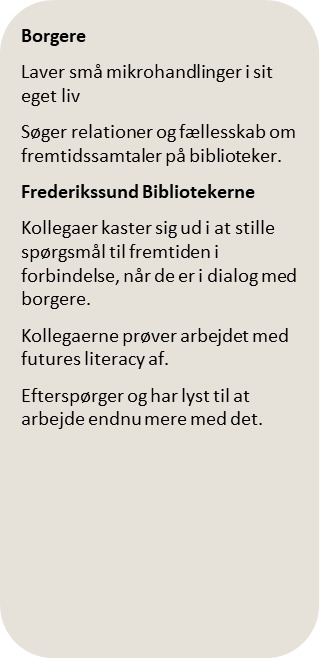 Borgere
Laver små mikrohandlinger i sit
eget liv
Søger relationer og fællesskab om
fremtidssamtaler på biblioteker.
Frederikssund Bibliotekerne
Kollegaer kaster sig ud i at stille
spørgsmål til fremtiden i
forbindelse, når de er i dialog med
borgere.
Kollegaerne prøver arbejdet med
futures literacy af.
Efterspørger og har lyst til at
arbejde endnu mere med det.